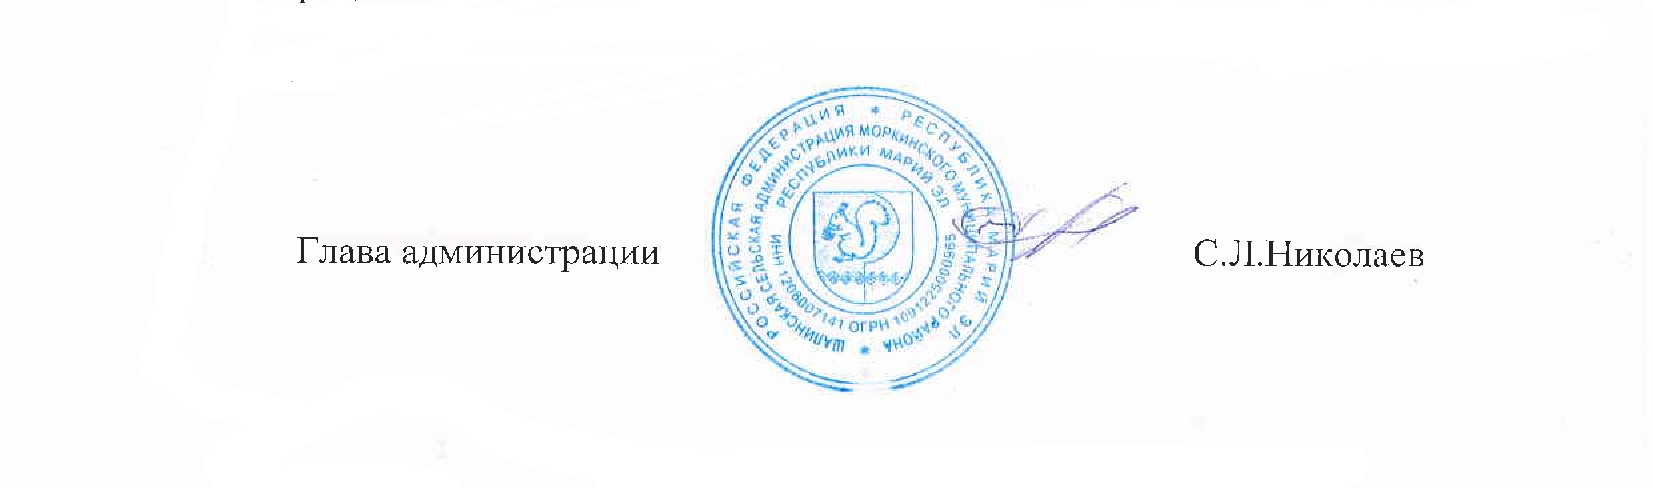 Глава администрации
С.Л.Николаев
РОССИЙСКАЯ ФЕДЕРАЦИЯ * РЕСПУБЛИКА МАРИЙ ЭЛ
ШАЛИНСКАЯ СЕЛЬСКАЯ АДМИНИСТРАЦИЯ МОРКИНСКОГО МУНИЦИПАЛЬНОГО РАЙОНА *
РЕСПУБЛИКИ МАРИЙ ЭЛ
ИНН 1208007141 ОГРН 1091225000565